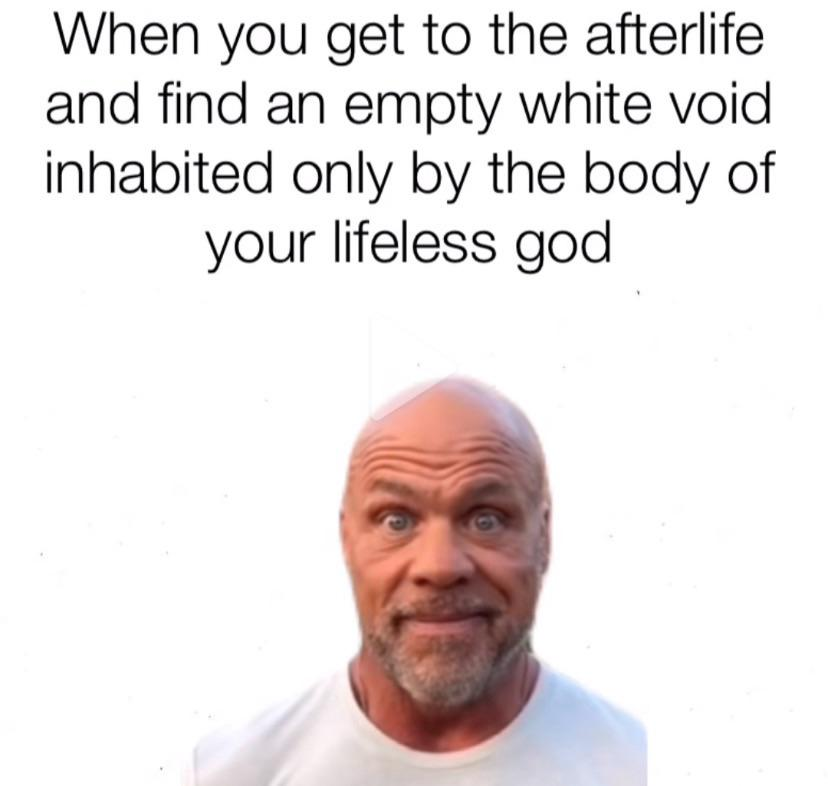 When you get to the afterlife
and find an empty white void
inhabited only by the body of
your lifeless god